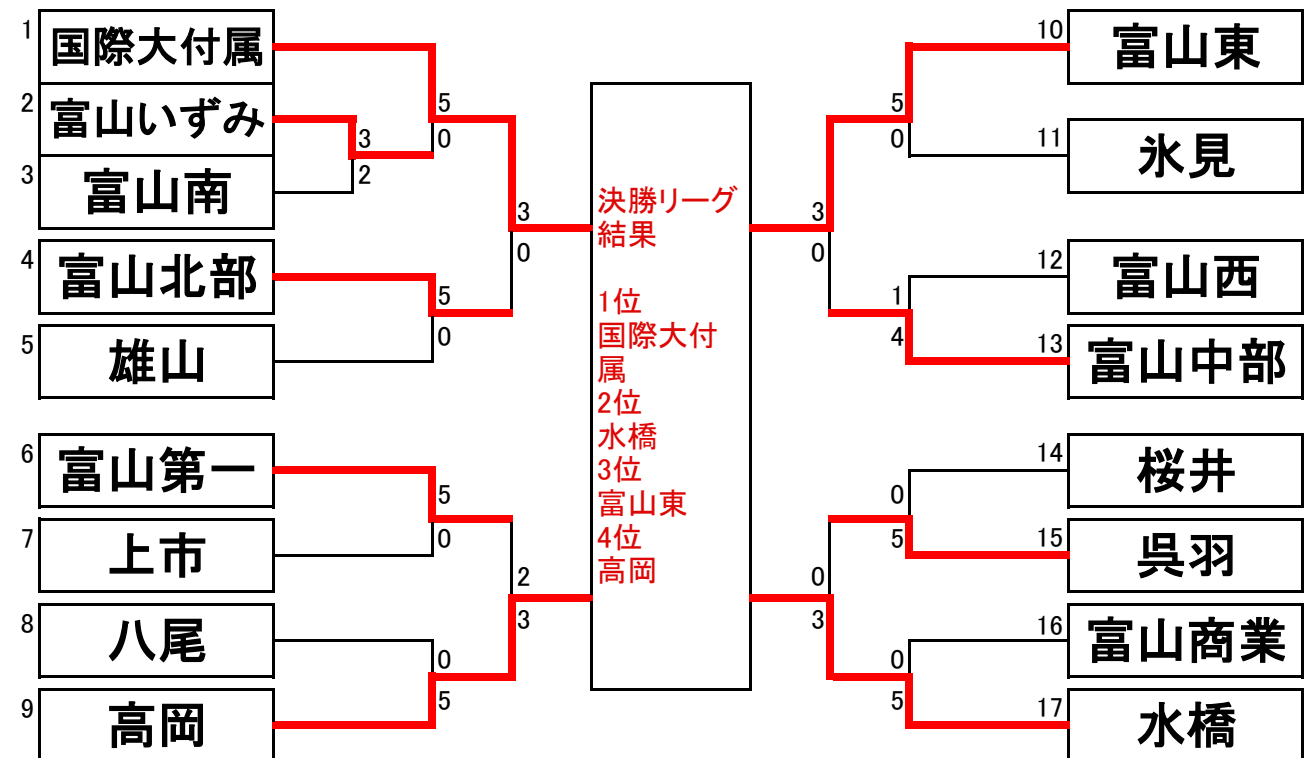 1 国際大付属
2 富山いずみ
3 富山南
4 富山北部
5 雄山
6 富山第一
7 上市
8 八尾
9 高岡
3
2
5
0
5
0
5
0
0
5
3
0
2
3
決勝リーグ
結果
1位
国際大付
属
2位
水橋
3位
富山東
4位
高岡
3
0
0
3
5
0
1
4
0
5
0
5
10 富山東
11 氷見
12 富山西
13 富山中部
14 桜井
15 呉羽
16 富山商業
17 水橋